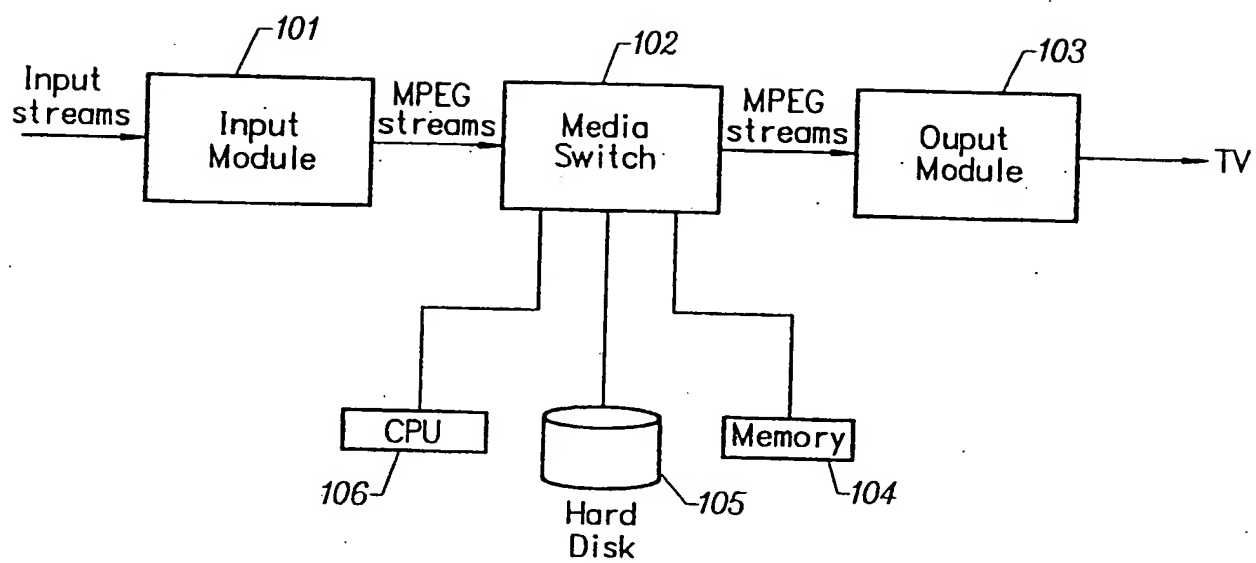 101
102
103
Input
streams
Input
Module
MPEG
streams
Media
Switch
MPEG
streams
Ouput
Module
TV
CPU
106
Hard
Disk
105
Memory
104